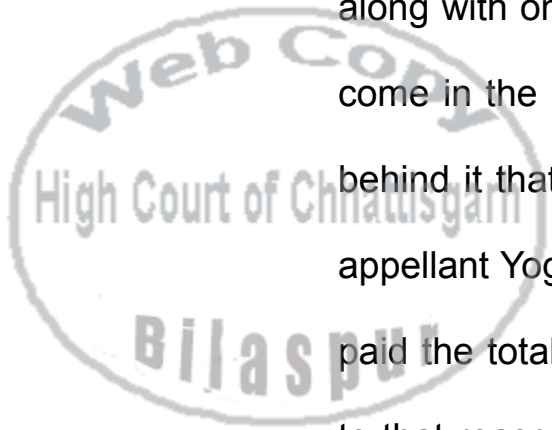 along with or
come in the
behind it that
appellant Yog
paid the total
to that reaso
Web Copy
High Court of Chhattisgarh
Bilaspur